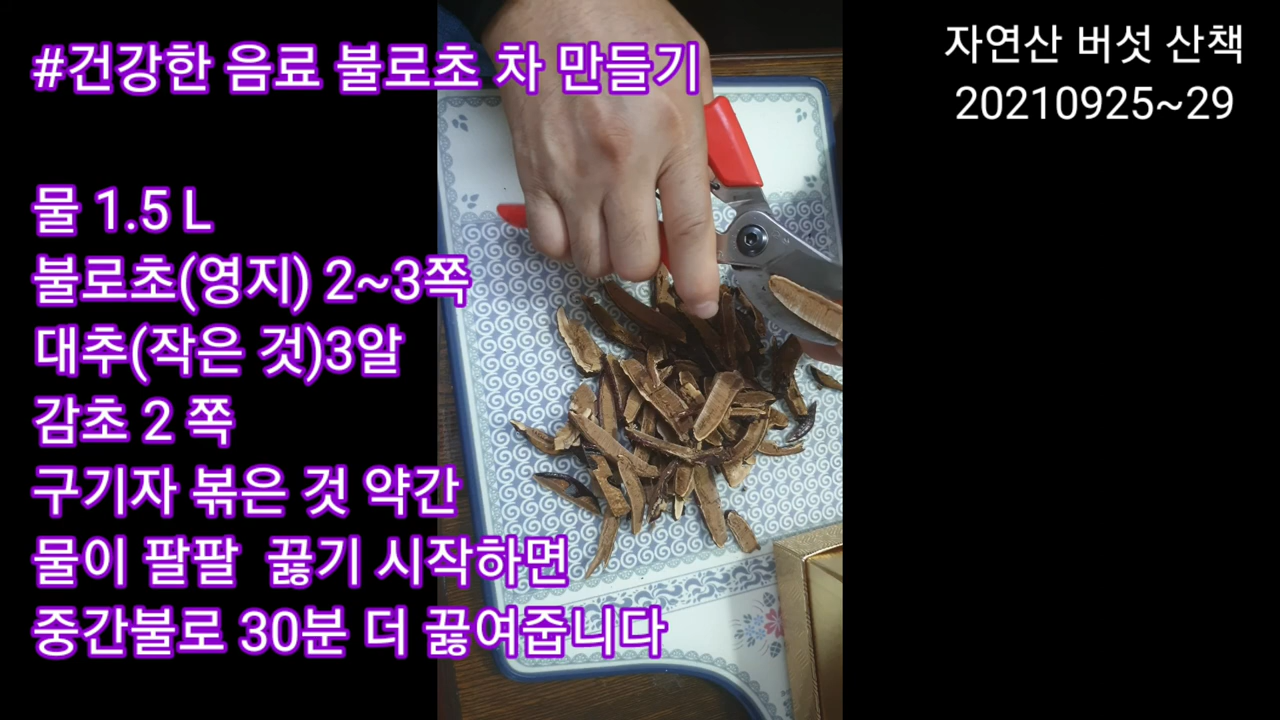 #건강한 음료 불로초 차 만들기
자연산 버섯 산책
20210925~29
물 1.5 L
불로초(영지) 2~3쪽
대추(작은 것)3알
감초 2 쪽
구기자 볶은 것 약간
물이 팔팔  끓기 시작하면
중간불로 30분 더 끓여줍니다